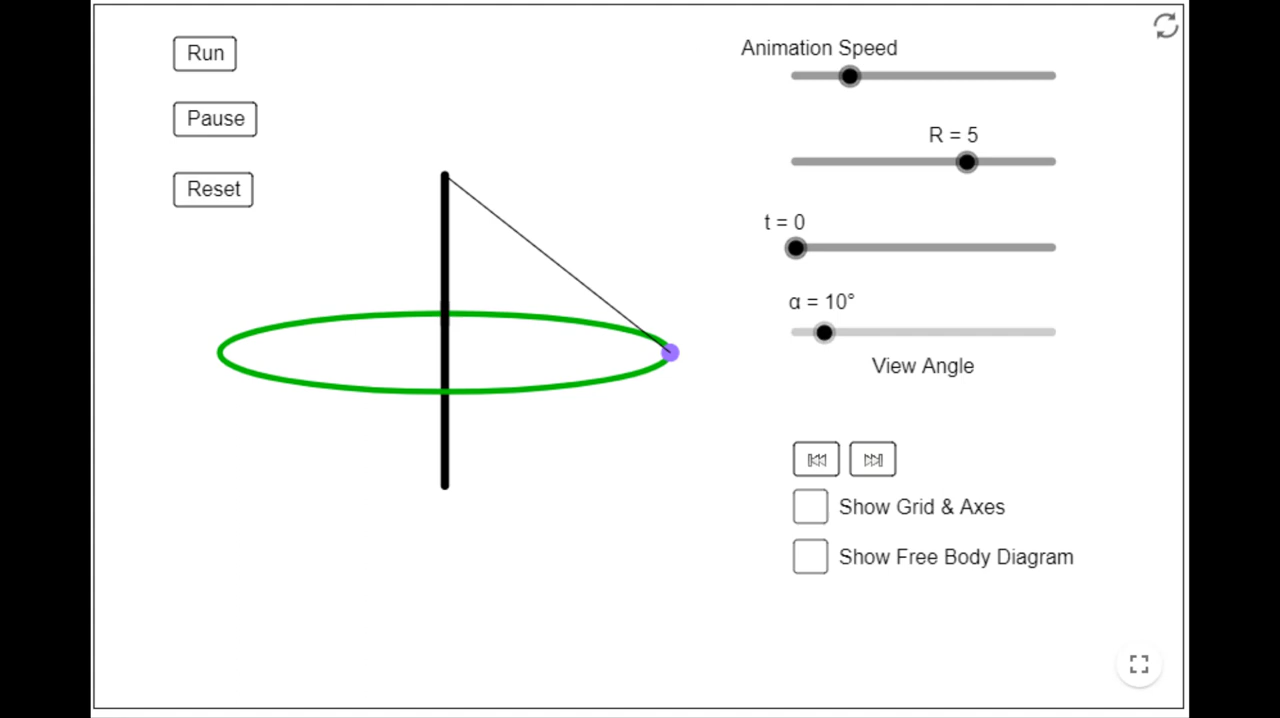 Run
Pause
Reset
Animation Speed
R = 5
t = 0
α = 10°
View Angle
Show Grid & Axes
Show Free Body Diagram